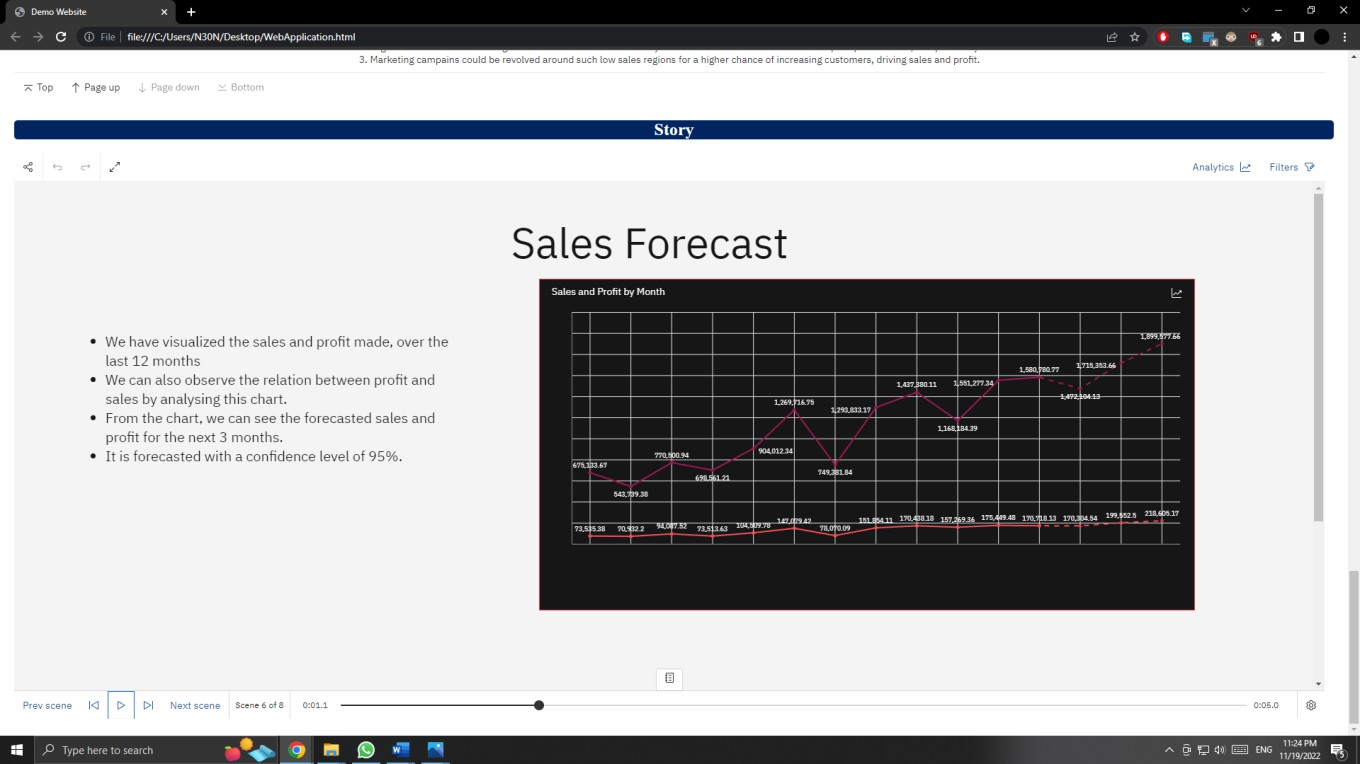 Demo Website
File
file:///C:/Users/N30N/Desktop/WebApplication.html
3. Marketing campains could be revolved around such low sales regions for a higher chance of increasing customers, driving sales and profit.
Top Page up Page down Bottom
Story
Analytics Filters
Sales Forecast
Sales and Profit by Month
We have visualized the sales and profit made, over the
last 12 months
We can also observe the relation between profit and
sales by analysing this chart.
From the chart, we can see the forecasted sales and
profit for the next 3 months.
It is forecasted with a confidence level of 95%.
675,133.67
543,739.38
770,500.94
698,561.21
904,012.34
1,269,716.75
749,381.84
1,293,833.17
1,437,380.11
1,168,184.39
1,551,277.34
1,580,780.77
1,472,104.13
1,715,353.66
1,899,977.66
73,535.38
70,932.2
94,087.52
73,513.63
104,509.78
147,079.42
78,070.09
151,854.11
170,438.18
157,269.36
175,449.48
170,718.13
170,304.54
199,552.5
218,605.17
Prev scene Next scene Scene 6 of 8 0:01.1 0:05.0
Type here to search
ENG
11:24 PM
11/19/2022
5